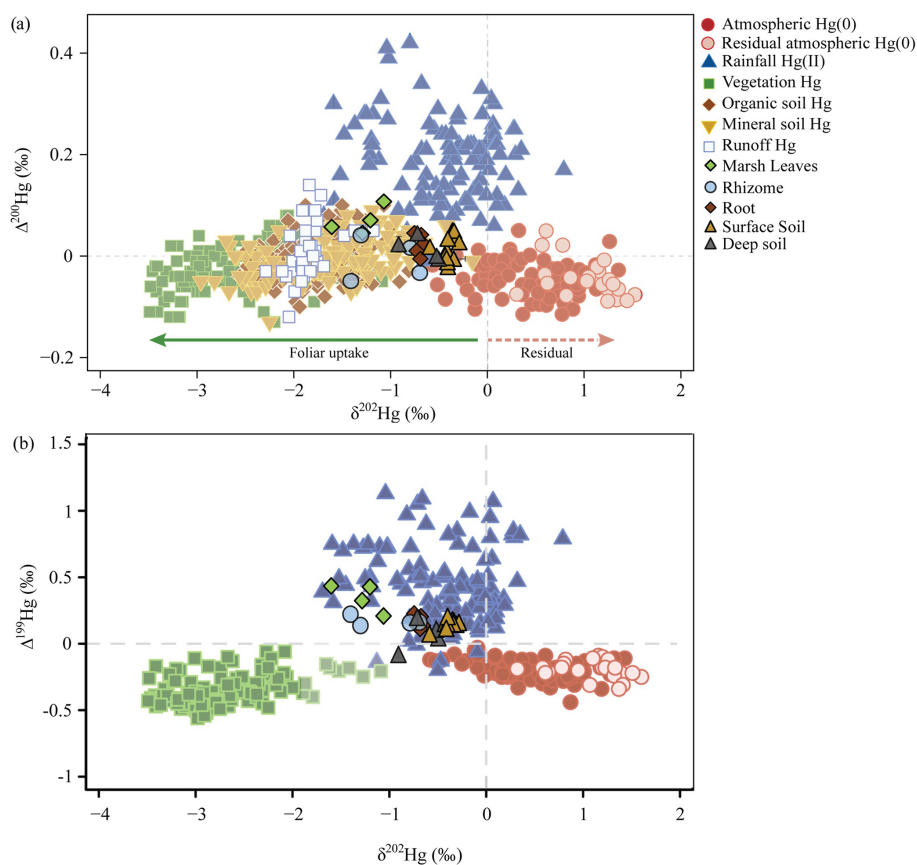 (a)
Δ²⁰⁰Hg (‰)
0.4
0.2
0
−0.2
Foliar uptake
Residual
−4
−3
−2
−1
0
1
2
δ²⁰²Hg (‰)
Atmospheric Hg(0)
Residual atmospheric Hg(0)
Rainfall Hg(II)
Vegetation Hg
Organic soil Hg
Mineral soil Hg
Runoff Hg
Marsh Leaves
Rhizome
Root
Surface Soil
Deep soil
(b)
Δ¹⁹⁹Hg (‰)
1.5
1
0.5
0
-0.5
-1
−4
−3
−2
−1
0
1
2
δ²⁰²Hg (‰)